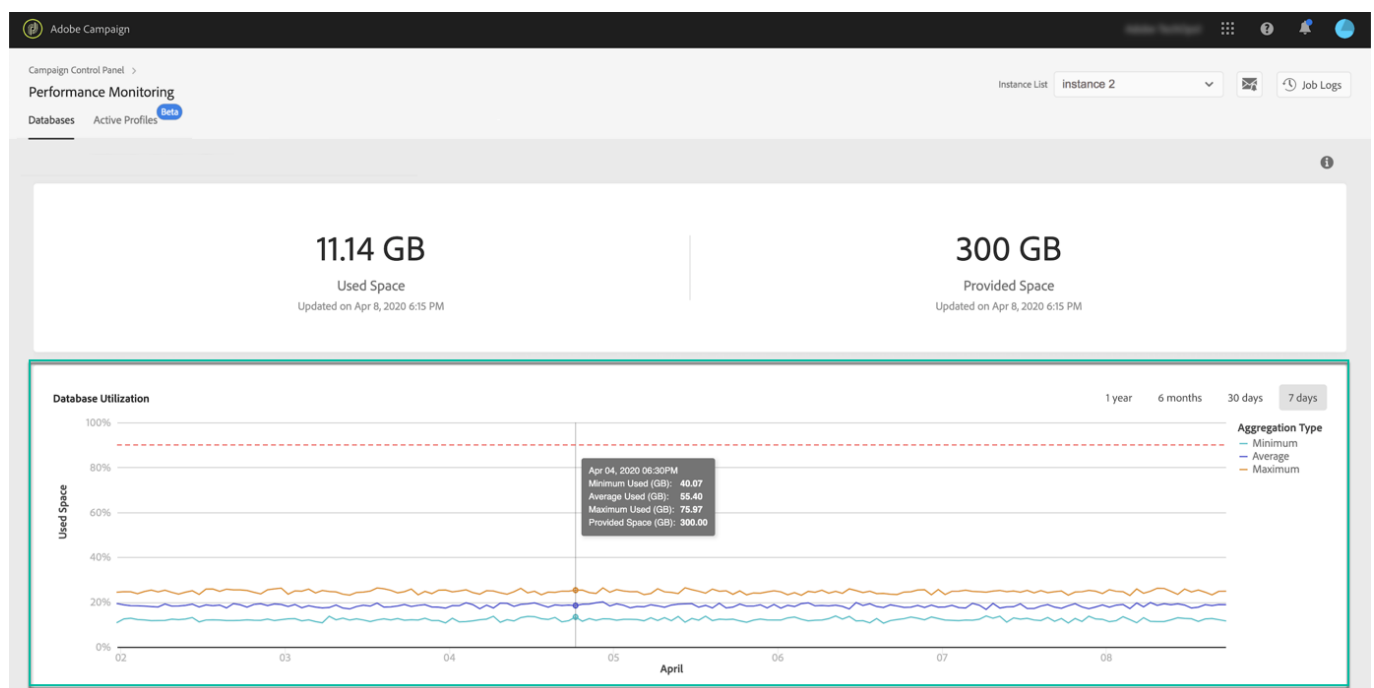 Adobe Campaign
Campaign Control Panel >
Performance Monitoring
Instance List instance 2 Job Logs
Databases Active Profiles Beta
11.14 GB
Used Space
Updated on Apr 8, 2020 6:15 PM
300 GB
Provided Space
Updated on Apr 8, 2020 6:15 PM
Database Utilization
1 year 6 months 30 days 7 days
100%
80%
60%
40%
20%
0%
Used Space
Apr 04, 2020 06:30PM
Minimum Used (GB): 40.07
Average Used (GB): 55.40
Maximum Used (GB): 75.97
Provided Space (GB): 300.00
Aggregation Type
Minimum
Average
Maximum
02 03 04 05 06 07 08
April